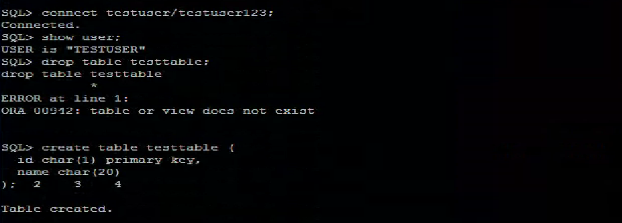 SQL> connect testuser/testuser123;
Connected.
SQL> show user;
USER is "TESTUSER"
SQL> drop table testtable;
drop table testtable
*
ERROR at line 1:
ORA-00942: table or view does not exist
SQL> create table testtable (
id char(1) primary key,
name char(20)
); 2 3 4
Table created.